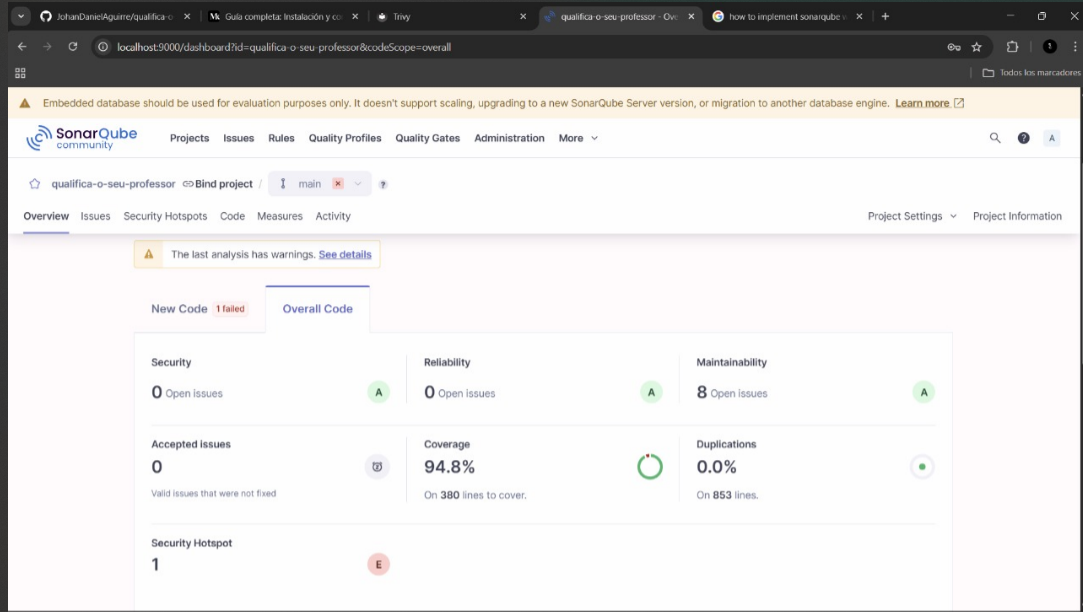 JohanDanielAguirre/qualifica-o-
Guía completa: Instalación y co
Trivy
qualifica-o-seu-professor - Ove
how to implement sonarqube w
localhost:9000/dashboard?id=qualifica-o-seu-professor&codeScope=overall
Todos los marcadores
Embedded database should be used for evaluation purposes only. It doesn't support scaling, upgrading to a new SonarQube Server version, or migration to another database engine. Learn more
SonarQube community
Projects Issues Rules Quality Profiles Quality Gates Administration More
A
qualifica-o-seu-professor Bind project / main ?
Overview Issues Security Hotspots Code Measures Activity
Project Settings Project Information
The last analysis has warnings. See details
New Code 1 failed Overall Code
Security
0 Open issues A
Reliability
0 Open issues A
Maintainability
8 Open issues A
Accepted issues
0
Valid issues that were not fixed
Coverage
94.8%
On 380 lines to cover.
Duplications
0.0%
On 853 lines.
Security Hotspot
1 E